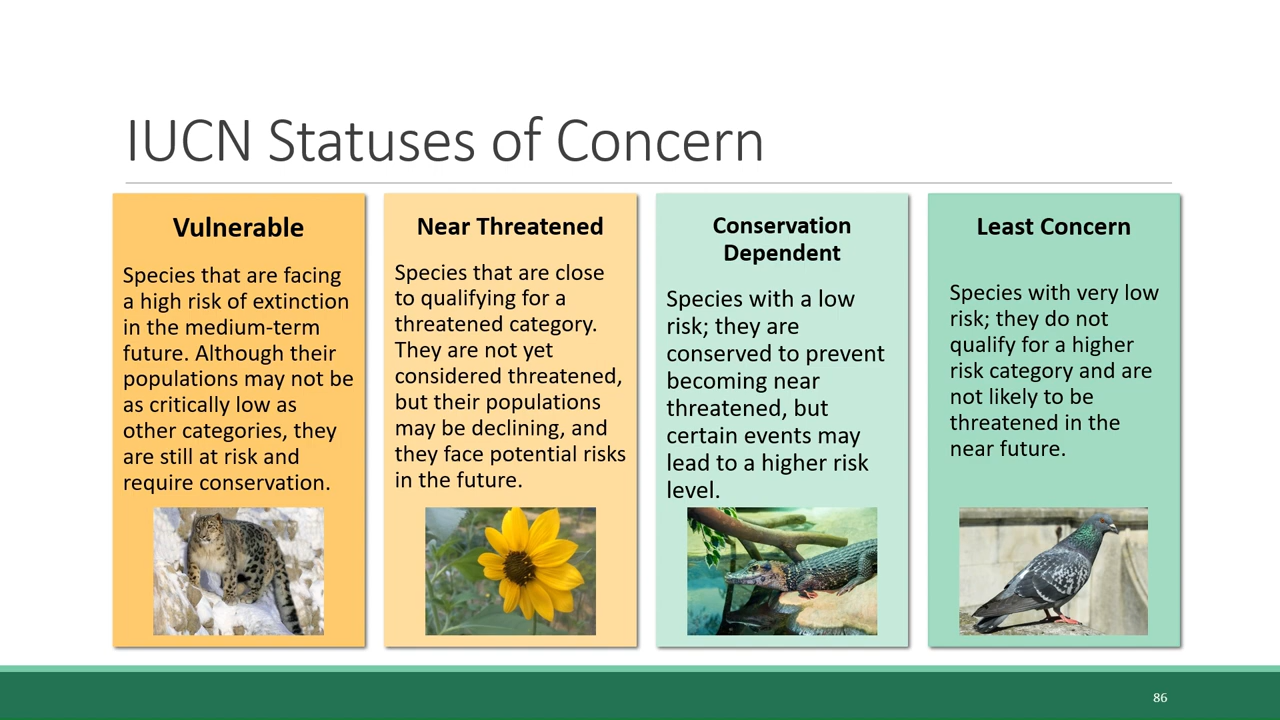 IUCN Statuses of Concern
Vulnerable
Species that are facing
a high risk of extinction
in the medium-term
future. Although their
populations may not be
as critically low as
other categories, they
are still at risk and
require conservation.
Near Threatened
Species that are close
to qualifying for a
threatened category.
They are not yet
considered threatened,
but their populations
may be declining, and
they face potential risks
in the future.
Conservation
Dependent
Species with a low
risk; they are
conserved to prevent
becoming near
threatened, but
certain events may
lead to a higher risk
level.
Least Concern
Species with very low
risk; they do not
qualify for a higher
risk category and are
not likely to be
threatened in the
near future.
86